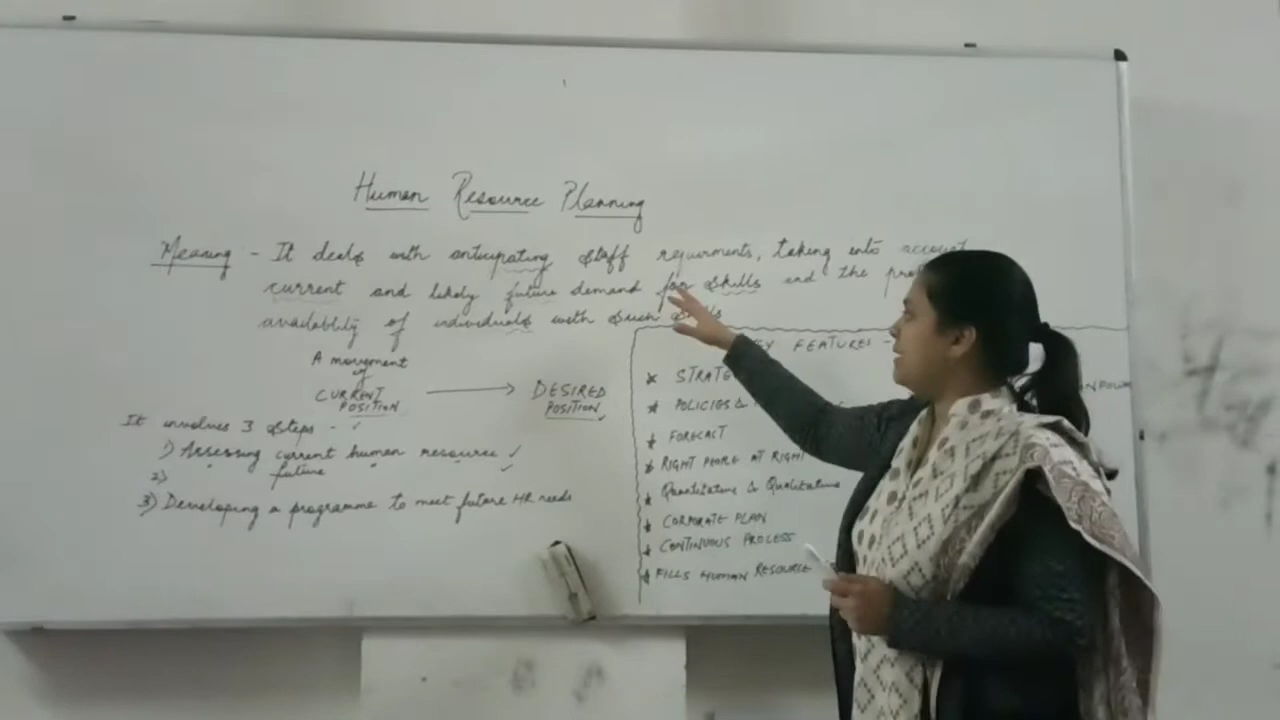 Human Resource Planning
Meaning - It deals with anticipating staff requirments, taking into account
current and likely future demand for skills and the
availablity of individuals with such skills
A movement
of
CURRENT POSITION → DESIRED POSITION
It involves 3 steps -
1) Assessing current human resource
2) future
3) Developing a programme to meet future HR needs
FEATURES -
POLICIES &
FORECAST
RIGHT PEOPLE AT RIGHT
Quantitative & Qualitative
CORPORATE PLAN
CONTINUOUS PROCESS
FILLS HUMAN RESOURCE